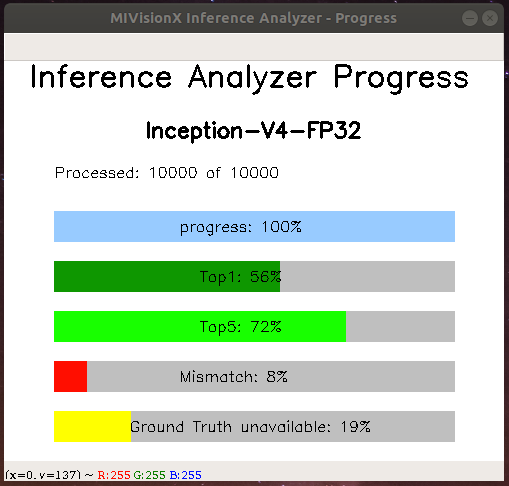 MIVisionX Inference Analyzer - Progress
Inference Analyzer Progress
Inception-V4-FP32
Processed: 10000 of 10000
progress: 100%
Top1: 56%
Top5: 72%
Mismatch: 8%
Ground Truth unavailable: 19%
(x=0, y=137) ~ R:255 G:255 B:255